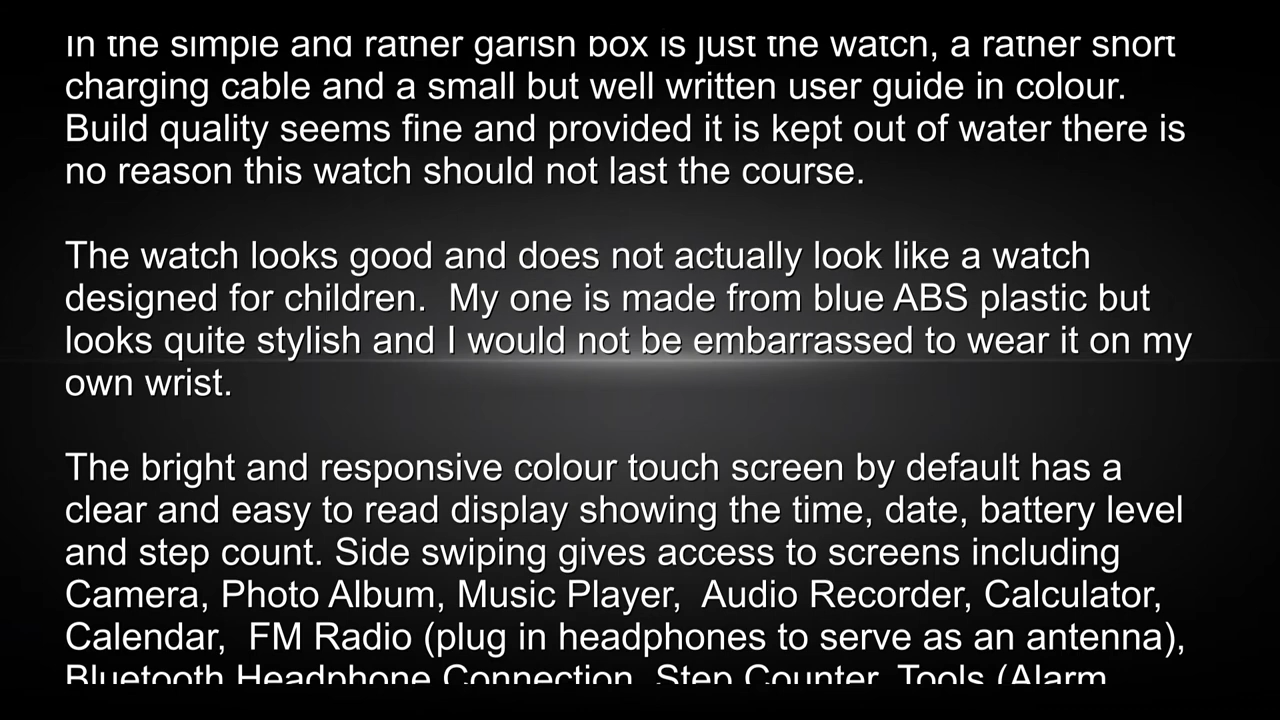 In the simple and rather garish box is just the watch, a rather short
charging cable and a small but well written user guide in colour.
Build quality seems fine and provided it is kept out of water there is
no reason this watch should not last the course.
The watch looks good and does not actually look like a watch
designed for children.  My one is made from blue ABS plastic but
looks quite stylish and I would not be embarrassed to wear it on my
own wrist.
The bright and responsive colour touch screen by default has a
clear and easy to read display showing the time, date, battery level
and step count. Side swiping gives access to screens including
Camera, Photo Album, Music Player,  Audio Recorder, Calculator,
Calendar,  FM Radio (plug in headphones to serve as an antenna),
Bluetooth Headphone Connection, Step Counter, Tools (Alarm,